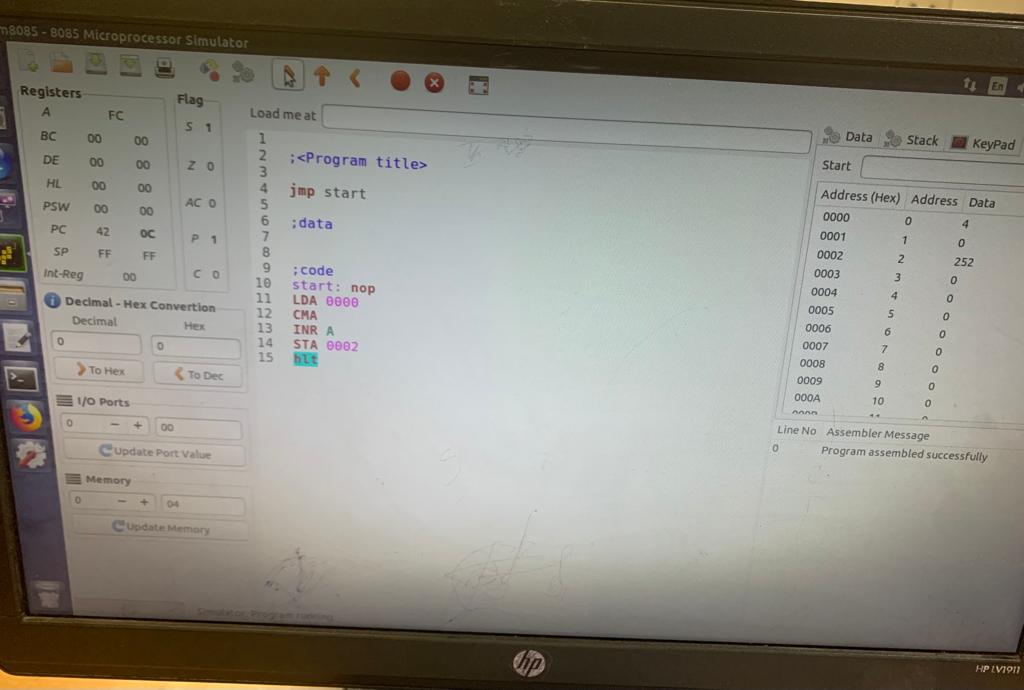 m8085 - 8085 Microprocessor Simulator
En
Registers
A FC
BC 00 00
DE 00 00
HL 00 00
PSW 00 00
PC 42 0C
SP FF FF
Int-Reg 00
Flag
S 1
Z 0
AC 0
P 1
C 0
Decimal - Hex Convertion
Decimal Hex
0 0
To Hex To Dec
I/O Ports
0 − + 00
Update Port Value
Memory
0 − + 04
Update Memory
Load me at
1
2 ;<Program title>
3
4 jmp start
5
6 ;data
7
8
9 ;code
10 start: nop
11 LDA 0000
12 CMA
13 INR A
14 STA 0002
15 hlt
Data Stack KeyPad
Start
Address (Hex) Address Data
0000 0 4
0001 1 0
0002 2 252
0003 3 0
0004 4 0
0005 5 0
0006 6 0
0007 7 0
0008 8 0
0009 9 0
000A 10 0
Line No Assembler Message
0 Program assembled successfully
Simulator: Program running
hp
HP LV1911